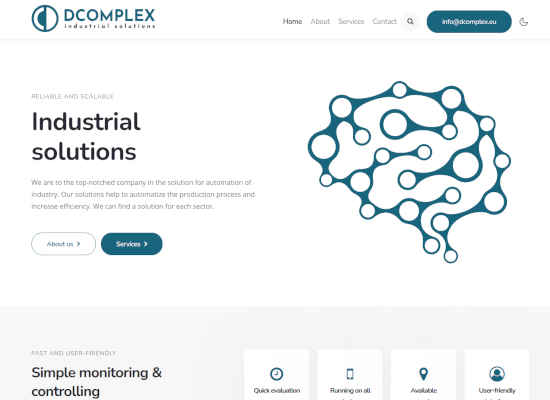 DCOMPLEX
industrial solutions
Home About Services Contact info@dcomplex.eu
RELIABLE AND SCALABLE
Industrial
solutions
We are to the top-notched company in the solution for automation of
industry. Our solutions help to automatize the production process and
increase efficiency. We can find a solution for each sector.
About us Services
FAST AND USER-FRIENDLY
Simple monitoring &
controlling
Quick evaluation Running on all Available User-friendly